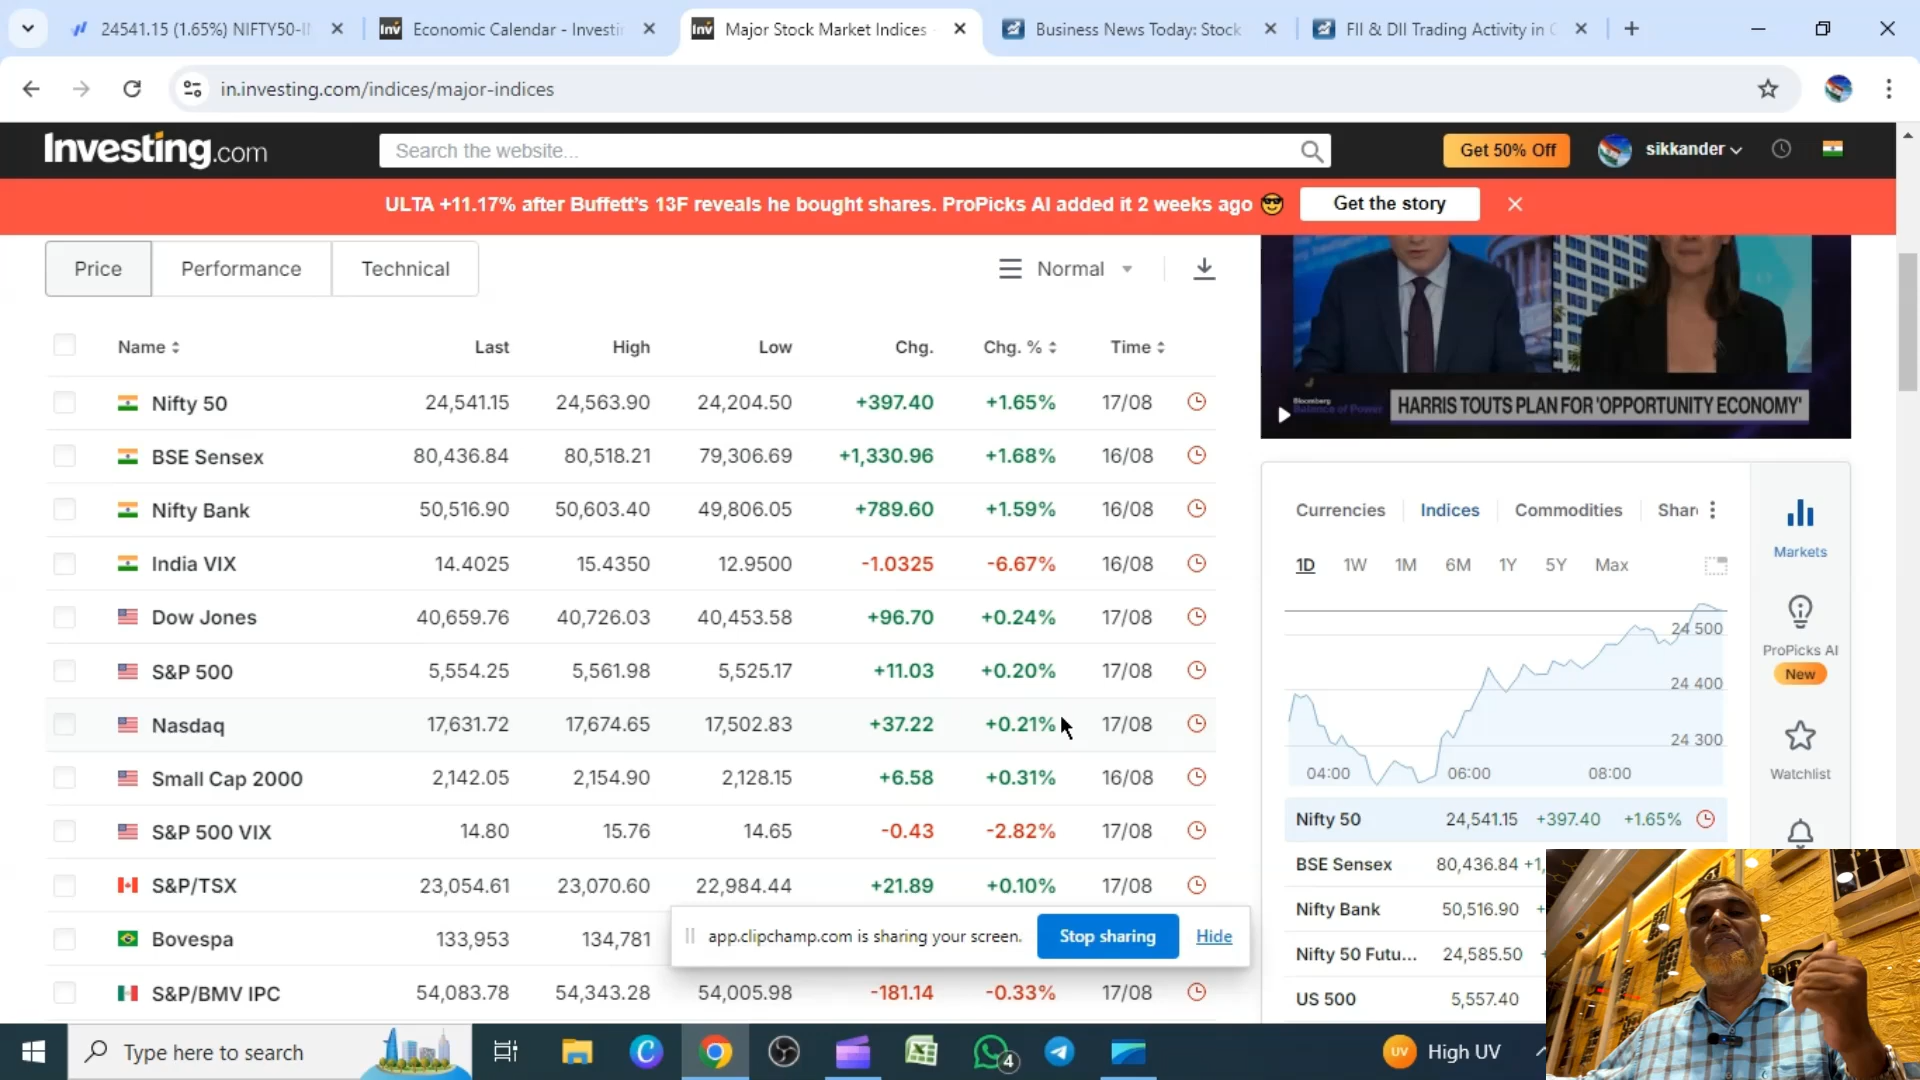 24541.15 (1.65%) NIFTY50-I
Economic Calendar - Investin
Major Stock Market Indices -
Business News Today: Stock
FII & DII Trading Activity in C
in.investing.com/indices/major-indices
Investing.com
Search the website...
Get 50% Off
sikkander
ULTA +11.17% after Buffett's 13F reveals he bought shares. ProPicks AI added it 2 weeks ago 😎
Get the story
Price
Performance
Technical
Normal
Name Last High Low Chg. Chg. % Time
Nifty 50 24,541.15 24,563.90 24,204.50 +397.40 +1.65% 17/08
BSE Sensex 80,436.84 80,518.21 79,306.69 +1,330.96 +1.68% 16/08
Nifty Bank 50,516.90 50,603.40 49,806.05 +789.60 +1.59% 16/08
India VIX 14.4025 15.4350 12.9500 -1.0325 -6.67% 16/08
Dow Jones 40,659.76 40,726.03 40,453.58 +96.70 +0.24% 17/08
S&P 500 5,554.25 5,561.98 5,525.17 +11.03 +0.20% 17/08
Nasdaq 17,631.72 17,674.65 17,502.83 +37.22 +0.21% 17/08
Small Cap 2000 2,142.05 2,154.90 2,128.15 +6.58 +0.31% 16/08
S&P 500 VIX 14.80 15.76 14.65 -0.43 -2.82% 17/08
S&P/TSX 23,054.61 23,070.60 22,984.44 +21.89 +0.10% 17/08
Bovespa 133,953 134,781
S&P/BMV IPC 54,083.78 54,343.28 54,005.98 -181.14 -0.33% 17/08
app.clipchamp.com is sharing your screen.
Stop sharing
Hide
Bloomberg
Balance of Power
HARRIS TOUTS PLAN FOR 'OPPORTUNITY ECONOMY'
Currencies
Indices
Commodities
Shar
1D 1W 1M 6M 1Y 5Y Max
24 500
24 400
24 300
04:00 06:00 08:00
Nifty 50 24,541.15 +397.40 +1.65%
BSE Sensex 80,436.84 +1,
Nifty Bank 50,516.90 +
Nifty 50 Futu... 24,585.50
US 500 5,557.40
Markets
ProPicks AI
New
Watchlist
Type here to search
4
UV
High UV